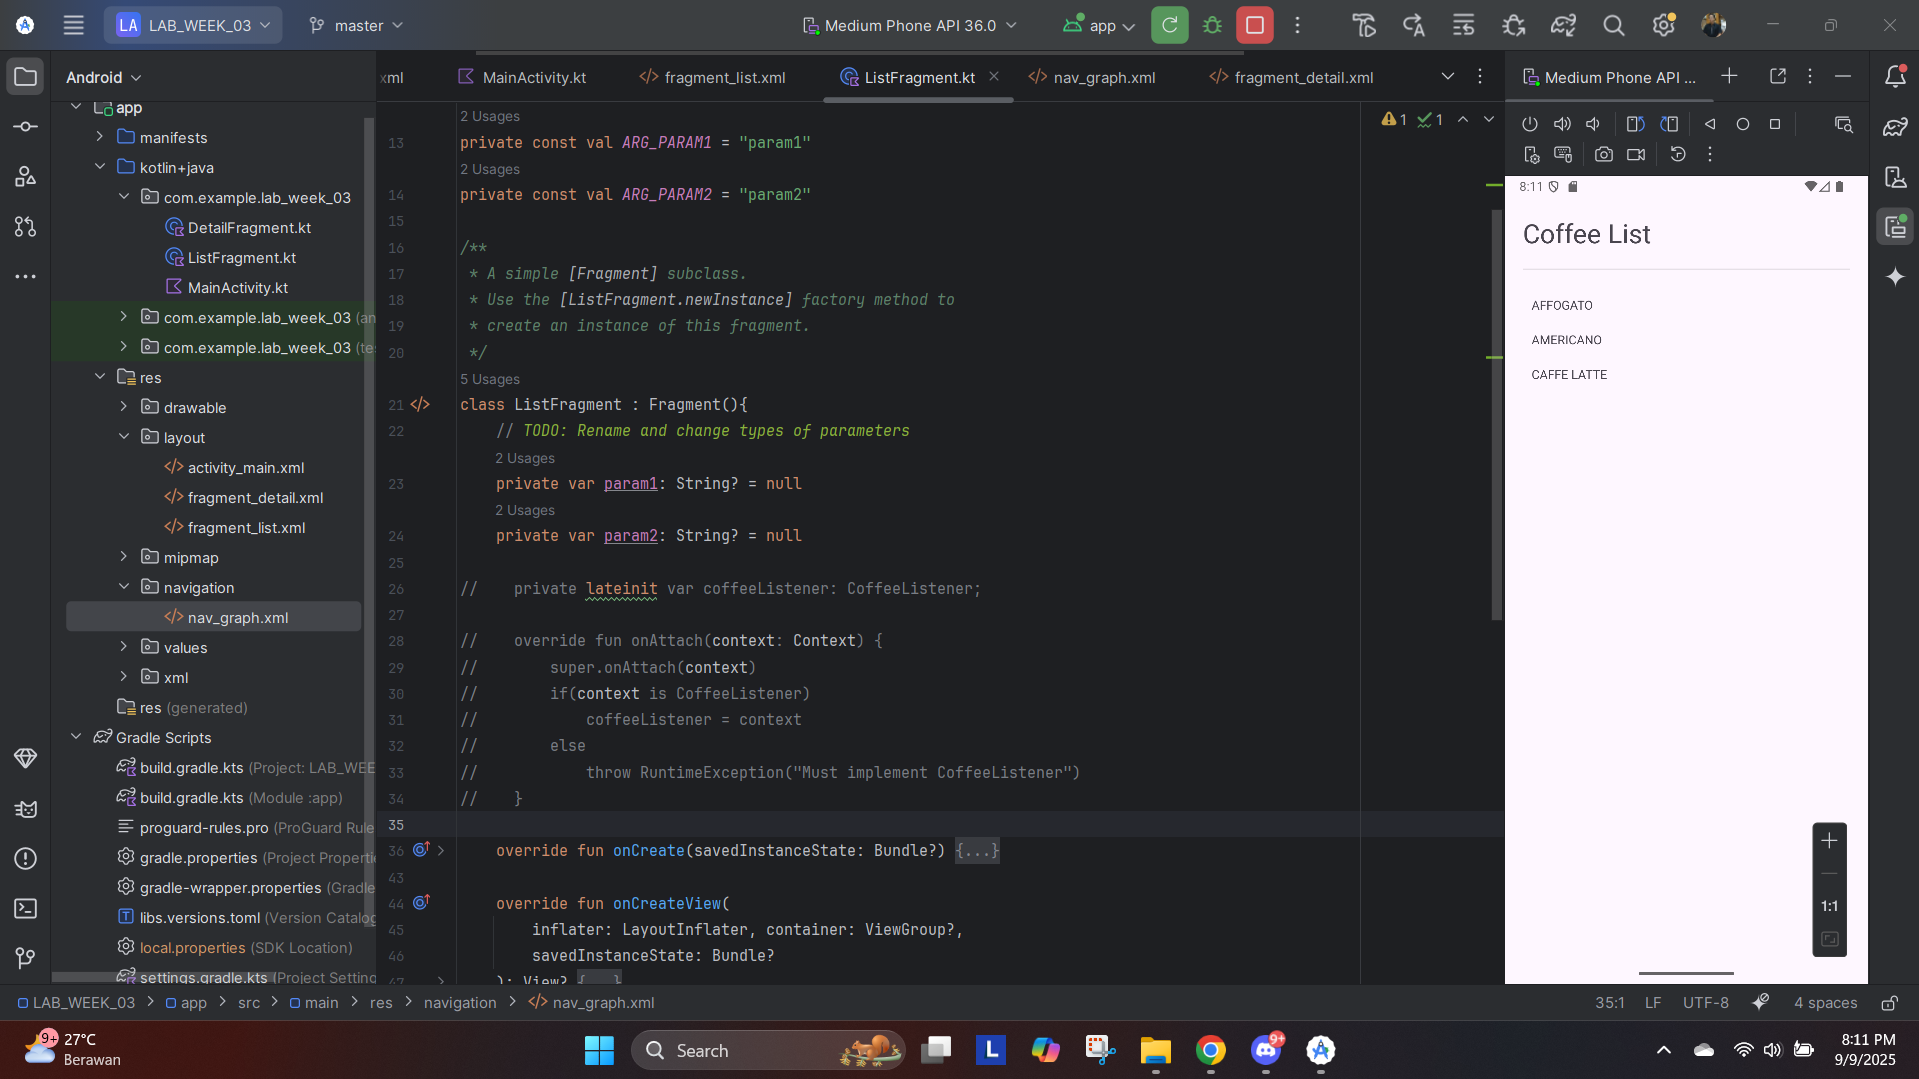 LA LAB_WEEK_03
master
Medium Phone API 36.0
app
Android
xml
MainActivity.kt
fragment_list.xml
ListFragment.kt
nav_graph.xml
fragment_detail.xml
Medium Phone API ...
app
manifests
kotlin+java
com.example.lab_week_03
DetailFragment.kt
ListFragment.kt
MainActivity.kt
com.example.lab_week_03 (an
com.example.lab_week_03 (tes
res
drawable
layout
activity_main.xml
fragment_detail.xml
fragment_list.xml
mipmap
navigation
nav_graph.xml
values
xml
res (generated)
Gradle Scripts
build.gradle.kts (Project: LAB_WEE
build.gradle.kts (Module :app)
proguard-rules.pro (ProGuard Rule
gradle.properties (Project Properti
gradle-wrapper.properties (Gradle
libs.versions.toml (Version Catalog
local.properties (SDK Location)
settings.gradle.kts (Project Setting
1 1
2 Usages
13 private const val ARG_PARAM1 = "param1"
2 Usages
14 private const val ARG_PARAM2 = "param2"
15
16 /**
17 * A simple [Fragment] subclass.
18 * Use the [ListFragment.newInstance] factory method to
19 * create an instance of this fragment.
20 */
5 Usages
21 class ListFragment : Fragment(){
22 // TODO: Rename and change types of parameters
2 Usages
23 private var param1: String? = null
2 Usages
24 private var param2: String? = null
25
26 // private lateinit var coffeeListener: CoffeeListener;
27
28 // override fun onAttach(context: Context) {
29 // super.onAttach(context)
30 // if(context is CoffeeListener)
31 // coffeeListener = context
32 // else
33 // throw RuntimeException("Must implement CoffeeListener")
34 // }
35
36 override fun onCreate(savedInstanceState: Bundle?) {...}
43
44 override fun onCreateView(
45 inflater: LayoutInflater, container: ViewGroup?,
46 savedInstanceState: Bundle?
47 ): View? {...}
8:11
Coffee List
AFFOGATO
AMERICANO
CAFFE LATTE
1:1
LAB_WEEK_03 > app > src > main > res > navigation > nav_graph.xml
35:1 LF UTF-8 4 spaces
9+
27°C
Berawan
Search
L
9+
8:11 PM
9/9/2025